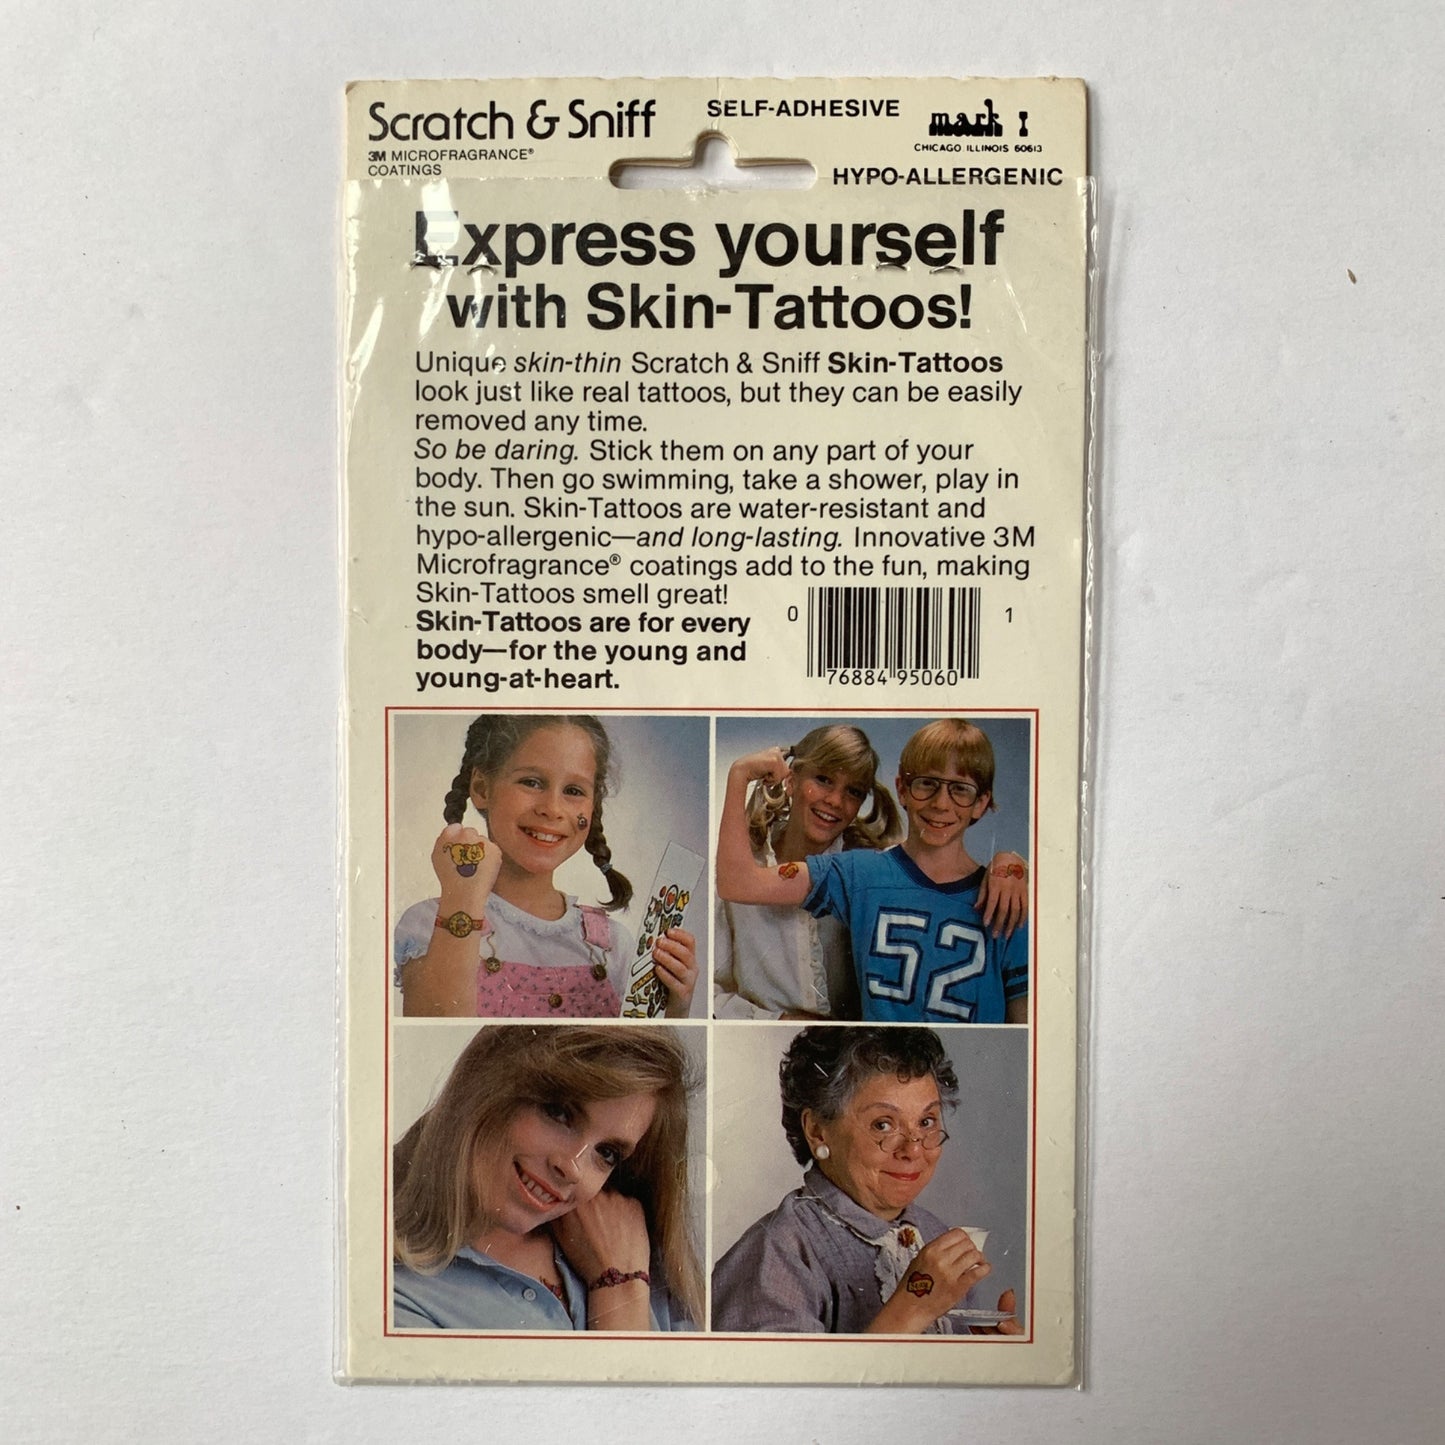 Scratch & Sniff
3M MICROFRAGRANCE®
COATINGS
SELF-ADHESIVE
mark I
CHICAGO, ILLINOIS 60613
HYPO-ALLERGENIC
Express yourself
with Skin-Tattoos!
Unique skin-thin Scratch & Sniff Skin-Tattoos
look just like real tattoos, but they can be easily
removed any time.
So be daring. Stick them on any part of your
body. Then go swimming, take a shower, play in
the sun. Skin-Tattoos are water-resistant and
hypo-allergenic—and long-lasting. Innovative 3M
Microfragrance® coatings add to the fun, making
Skin-Tattoos smell great!
Skin-Tattoos are for every
body—for the young and
young-at-heart.
0 76884 95060 1
52